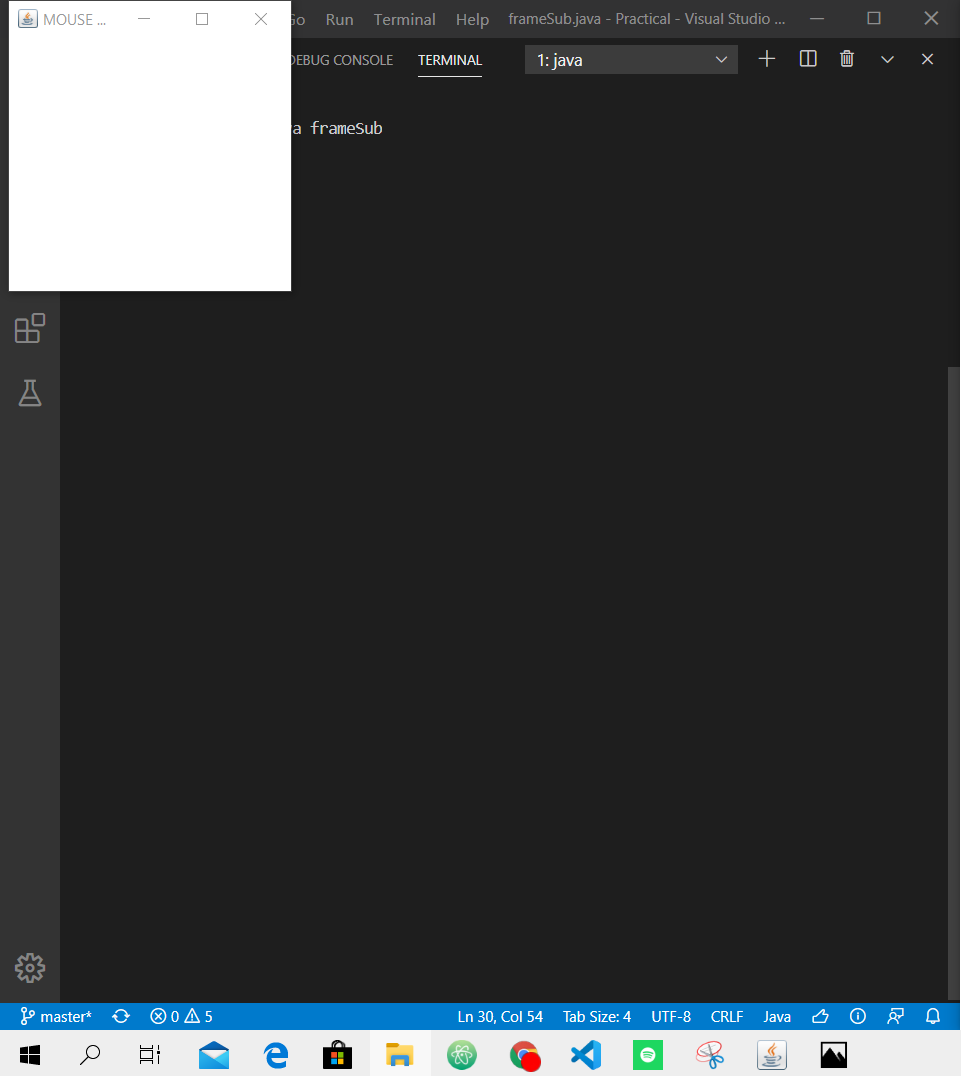 MOUSE ...
Run Terminal Help frameSub.java - Practical - Visual Studio ...
DEBUG CONSOLE TERMINAL 1: java
frameSub
master* 0 5 Ln 30, Col 54 Tab Size: 4 UTF-8 CRLF Java